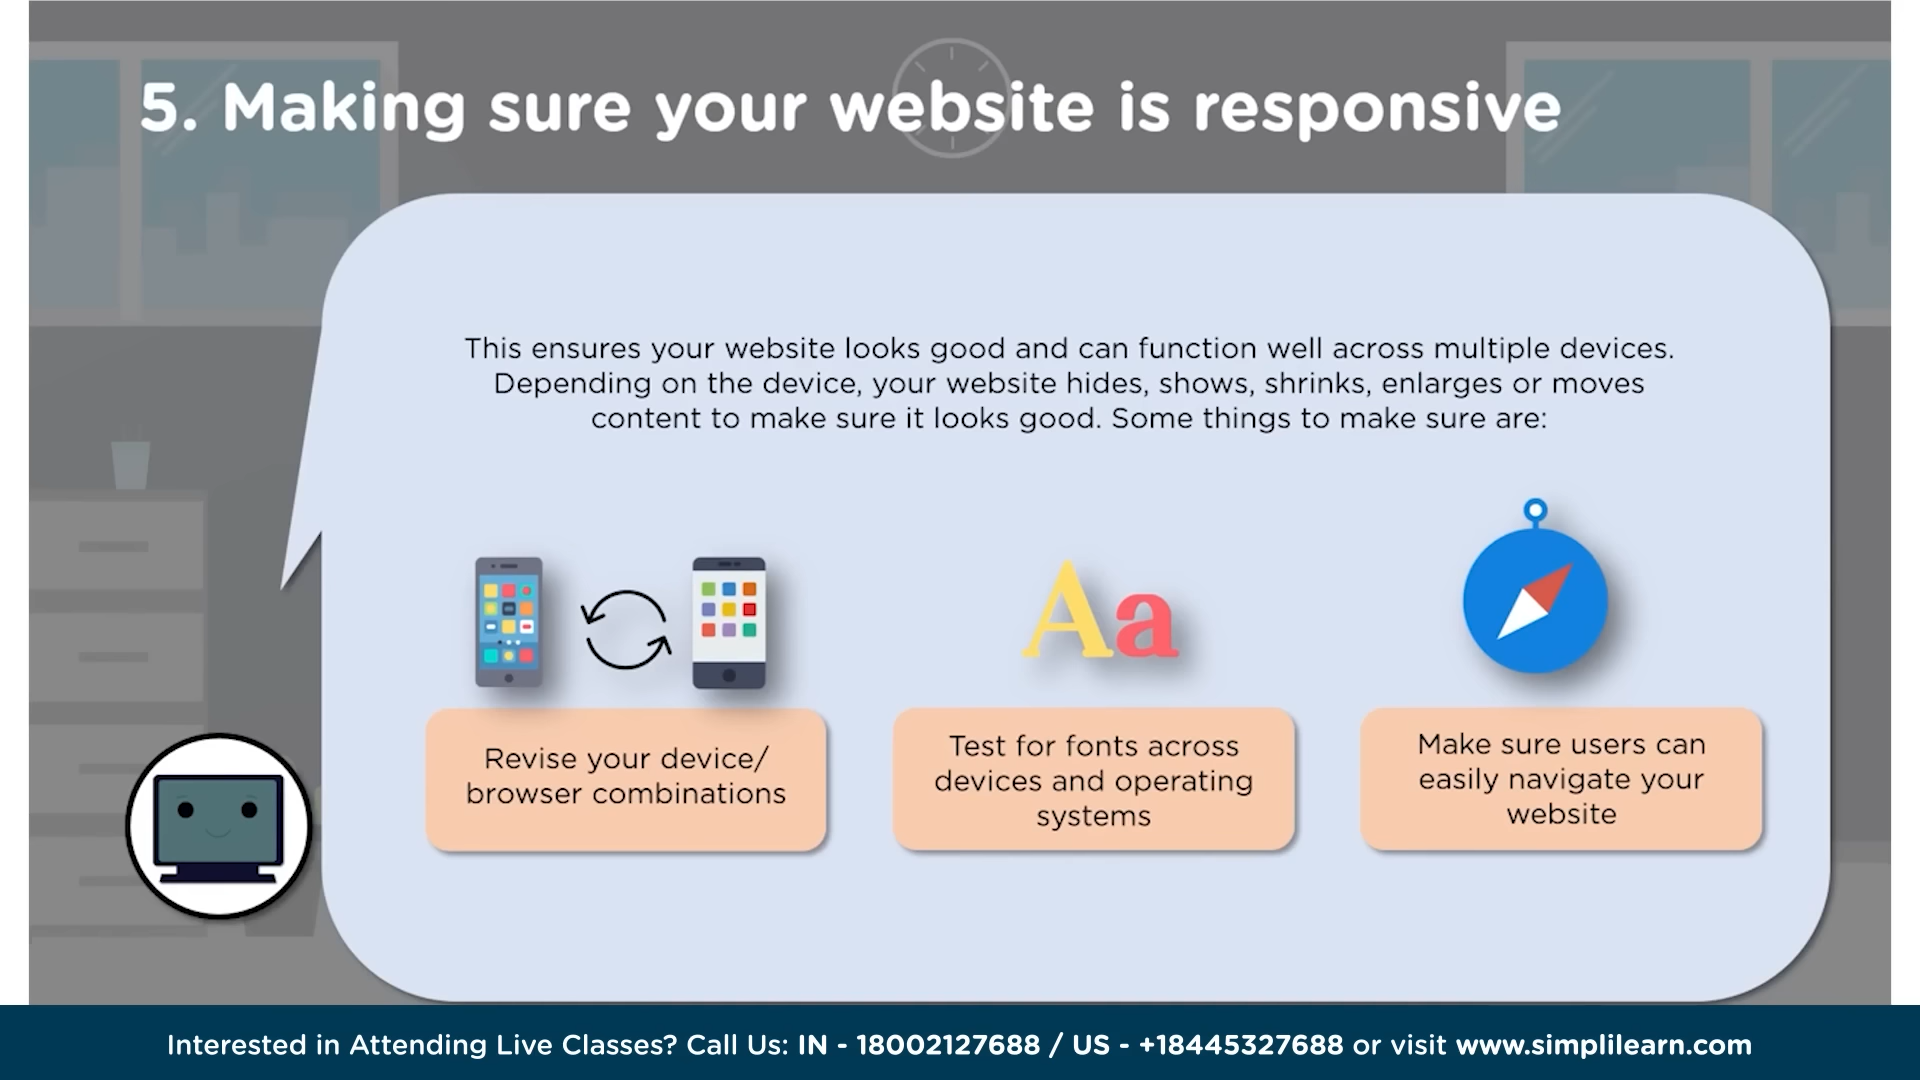 5. Making sure your website is responsive
This ensures your website looks good and can function well across multiple devices.
Depending on the device, your website hides, shows, shrinks, enlarges or moves
content to make sure it looks good. Some things to make sure are:
Aa
Revise your device/
browser combinations
Test for fonts across
devices and operating
systems
Make sure users can
easily navigate your
website
Interested in Attending Live Classes? Call Us: IN - 18002127688 / US - +18445327688 or visit www.simplilearn.com